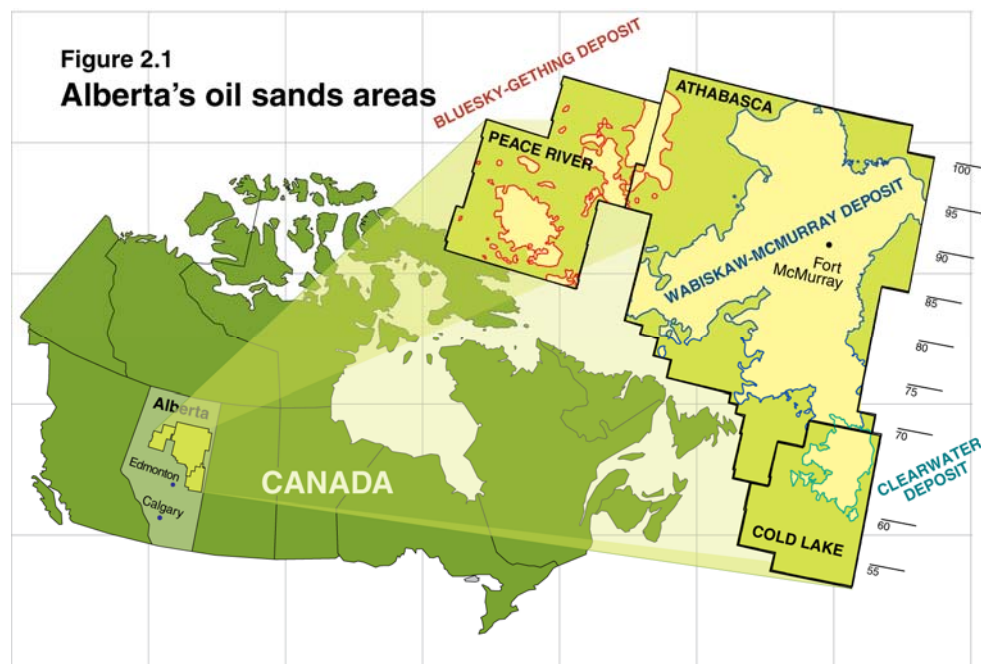 Figure 2.1
Alberta's oil sands areas
BLUESKY-GETHING DEPOSIT
ATHABASCA
PEACE RIVER
100
95
WABISKAW-MCMURRAY DEPOSIT
90
Fort
McMurray
85
80
75
Alberta
70
CLEARWATER
DEPOSIT
Edmonton
CANADA
Calgary
60
COLD LAKE
55